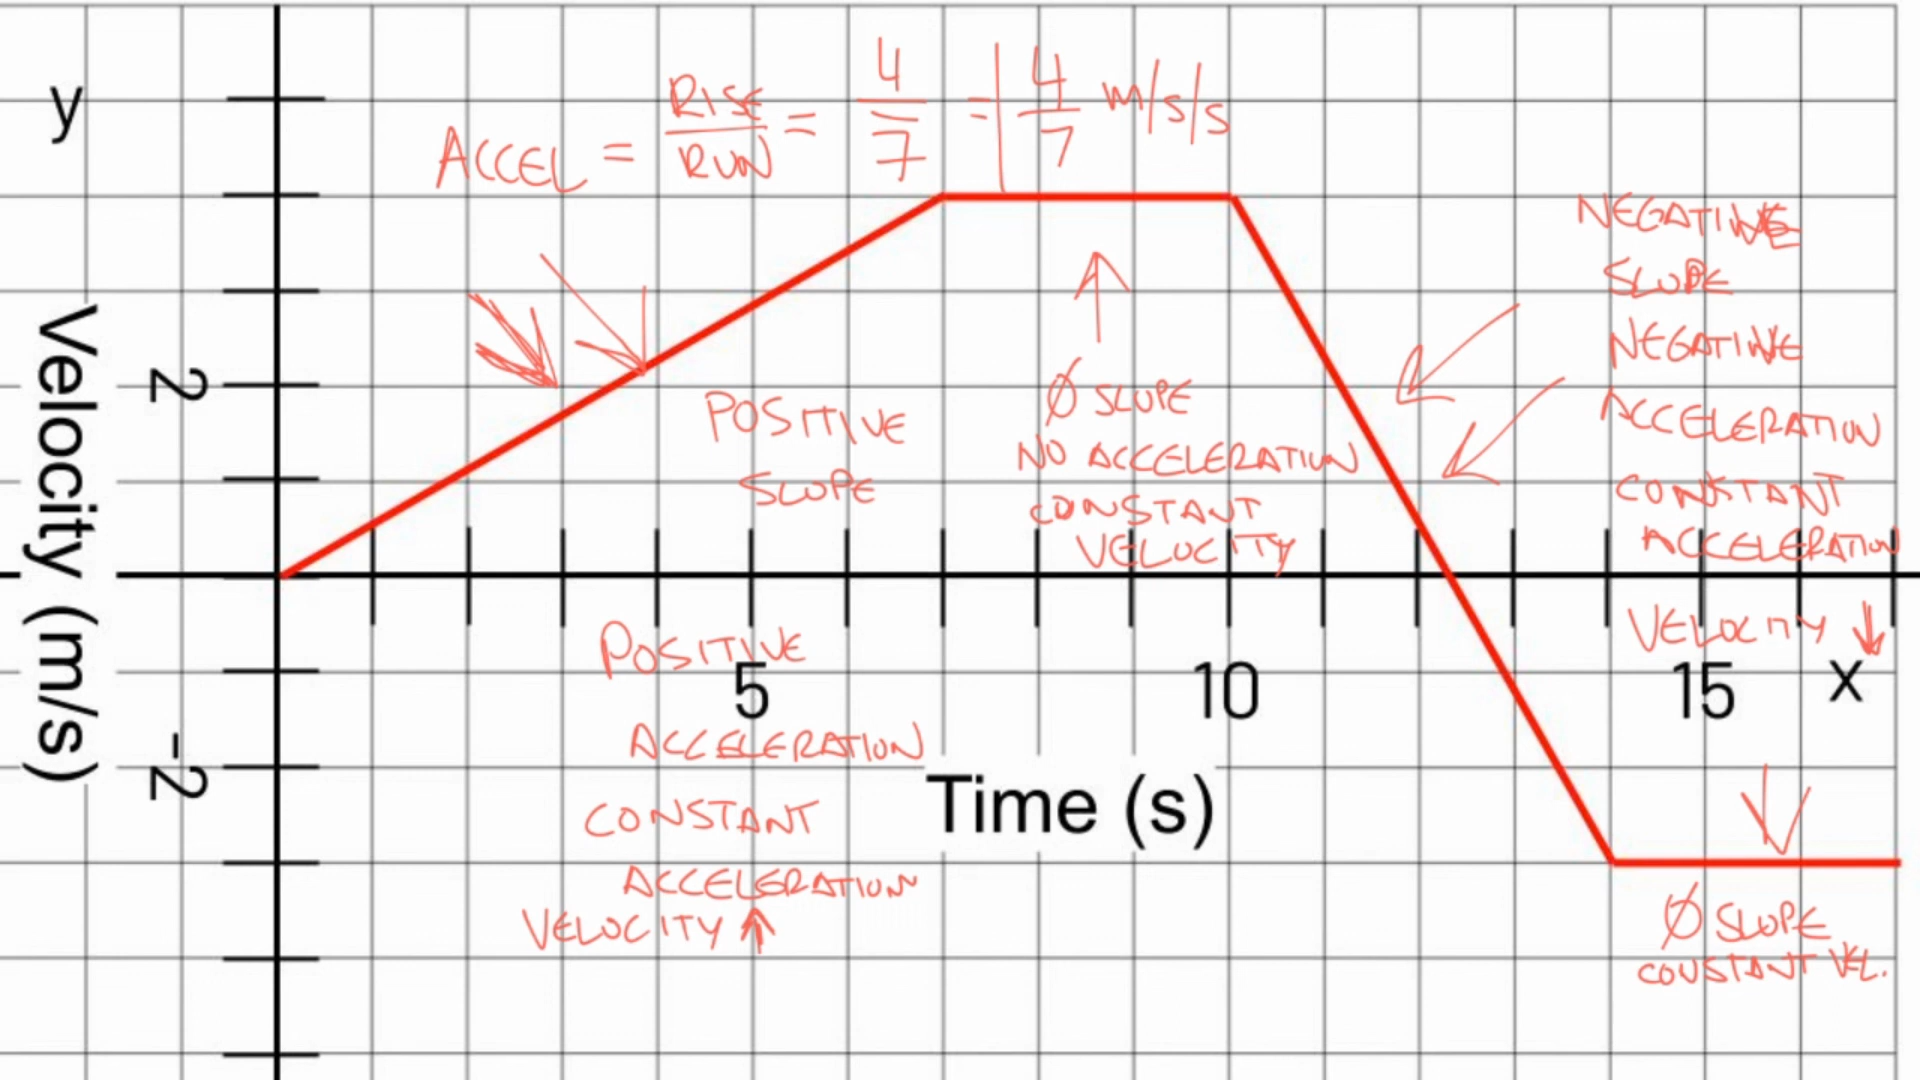 y
ACCEL = RISE/RUN = 4/7 = 4/7 m/s/s
Velocity (m/s)
2
-2
POSITIVE
SLOPE
Ø SLOPE
NO ACCELERATION
CONSTANT
VELOCITY
NEGATIVE
SLOPE
NEGATIVE
ACCELERATION
CONSTANT
ACCELERATION
VELOCITY ↓
5
10
15
x
Time (s)
POSITIVE
ACCELERATION
CONSTANT
ACCELERATION
VELOCITY ↑
Ø SLOPE
CONSTANT VEL.